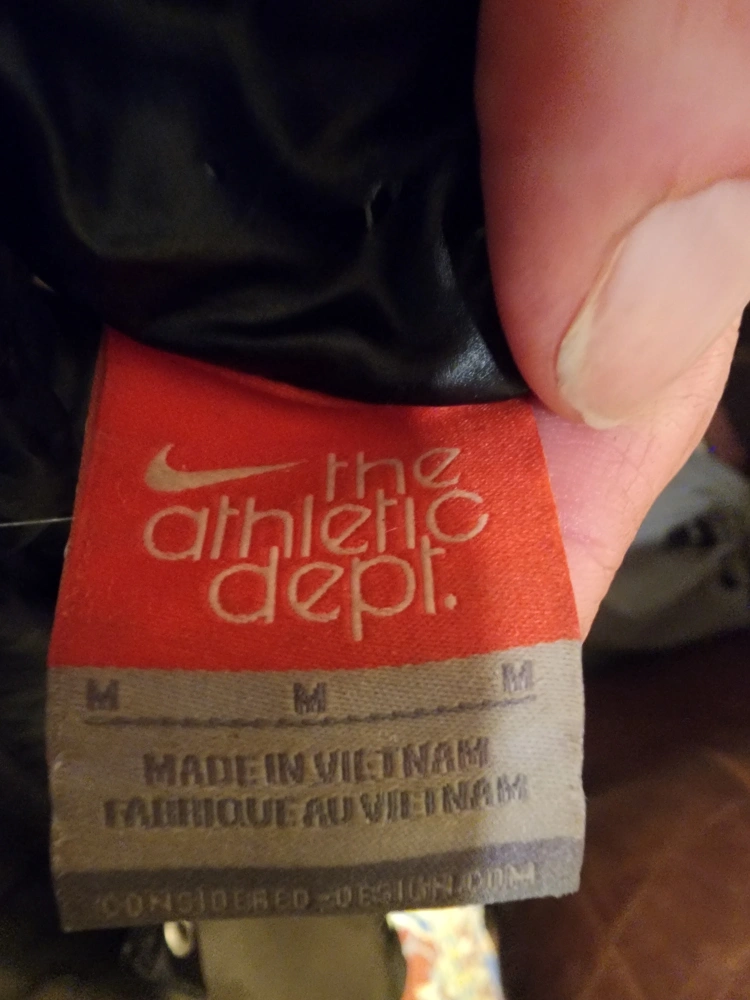 the
athletic
dept.
M M M
MADE IN VIETNAM
FABRIQUE AU VIETNAM
CONSIDERED-DESIGN.COM